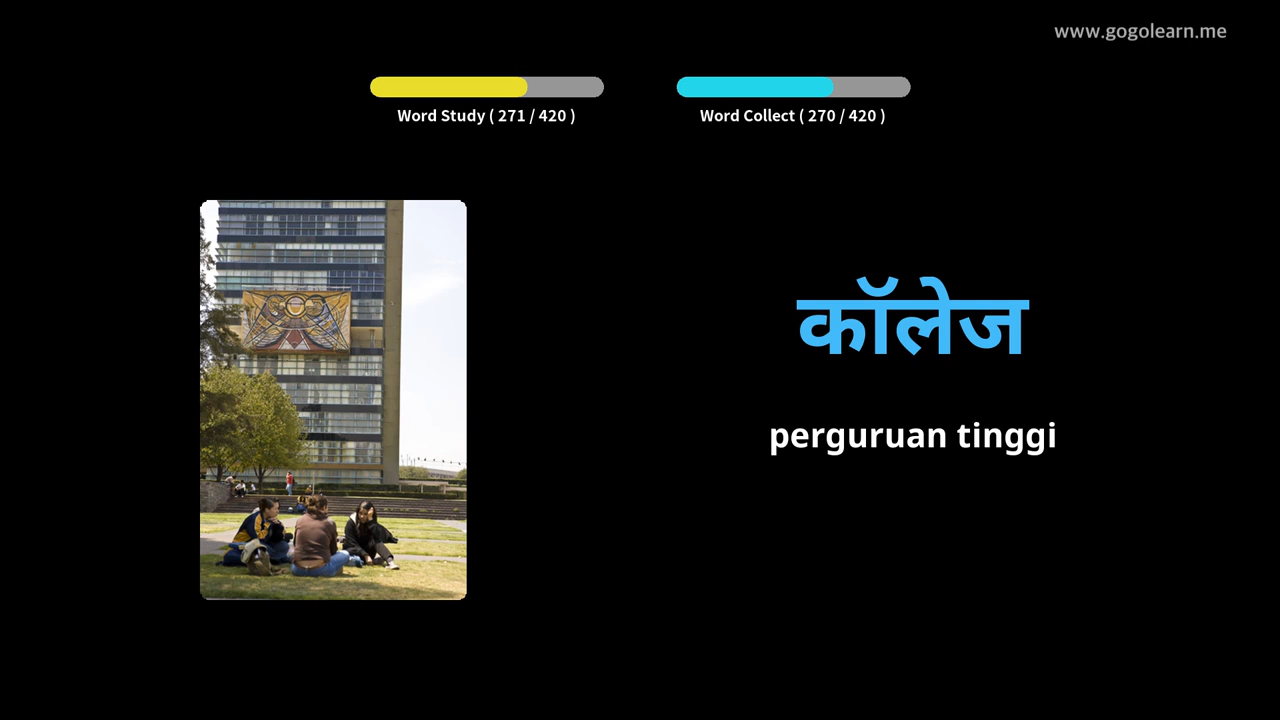 www.gogolearn.me
Word Study ( 271 / 420 )
Word Collect ( 270 / 420 )
कॉलेज
perguruan tinggi